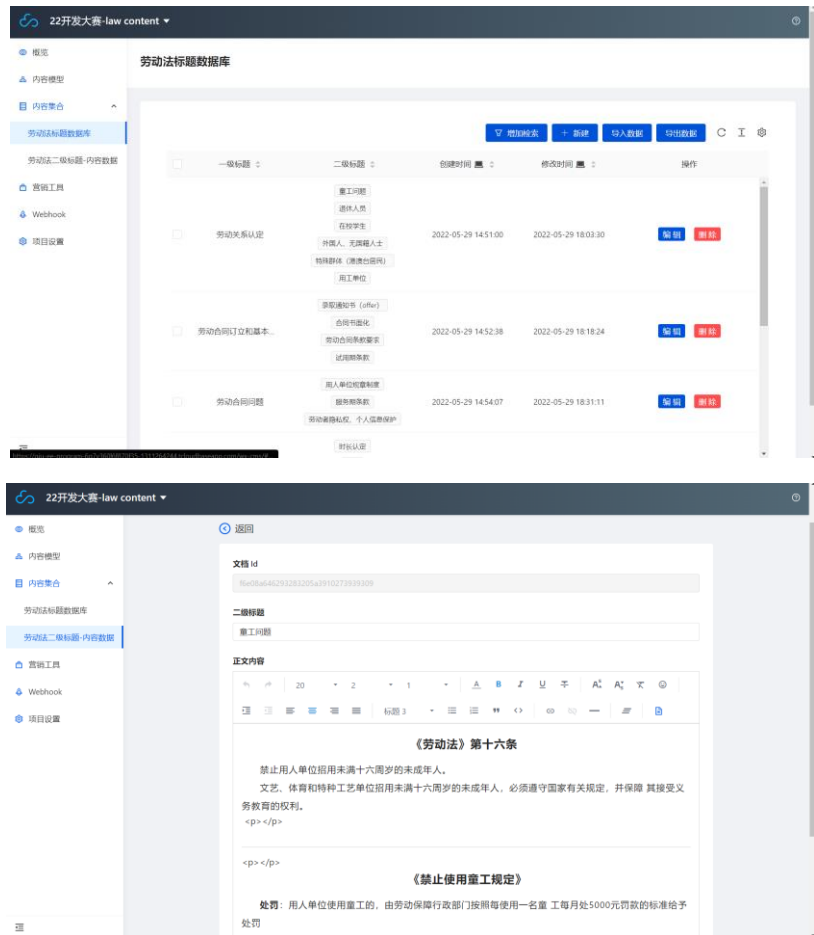 22开发大赛-law content
概览
内容模型
内容集合
劳动法标题数据库
劳动法二级标题-内容数据
营销工具
Webhook
项目设置
劳动法标题数据库
增加检索 + 新建 导入数据 导出数据
一级标题 二级标题 创建时间 修改时间 操作
童工问题
退休人员
在校学生
外国人、无国籍人士
特殊群体（港澳台居民）
用工单位
劳动关系认定 2022-05-29 14:51:00 2022-05-29 18:03:30 编辑 删除
录取通知书（offer）
合同书面化
劳动合同条款要求
试用期条款
劳动合同订立和基本... 2022-05-29 14:52:38 2022-05-29 18:18:24 编辑 删除
用人单位规章制度
服务期条款
劳动者隐私权、个人信息保护
劳动合同问题 2022-05-29 14:54:07 2022-05-29 18:31:11 编辑 删除
时长认定
22开发大赛-law content
概览
内容模型
内容集合
劳动法标题数据库
劳动法二级标题-内容数据
营销工具
Webhook
项目设置
返回
文档 Id
二级标题
童工问题
正文内容
20 2 1
标题 3
《劳动法》第十六条
禁止用人单位招用未满十六周岁的未成年人。
文艺、体育和特种工艺单位招用未满十六周岁的未成年人，必须遵守国家有关规定，并保障 其接受义
务教育的权利。
<p></p>
<p></p>
《禁止使用童工规定》
处罚：用人单位使用童工的，由劳动保障行政部门按照每使用一名童 工每月处5000元罚款的标准给予
处罚